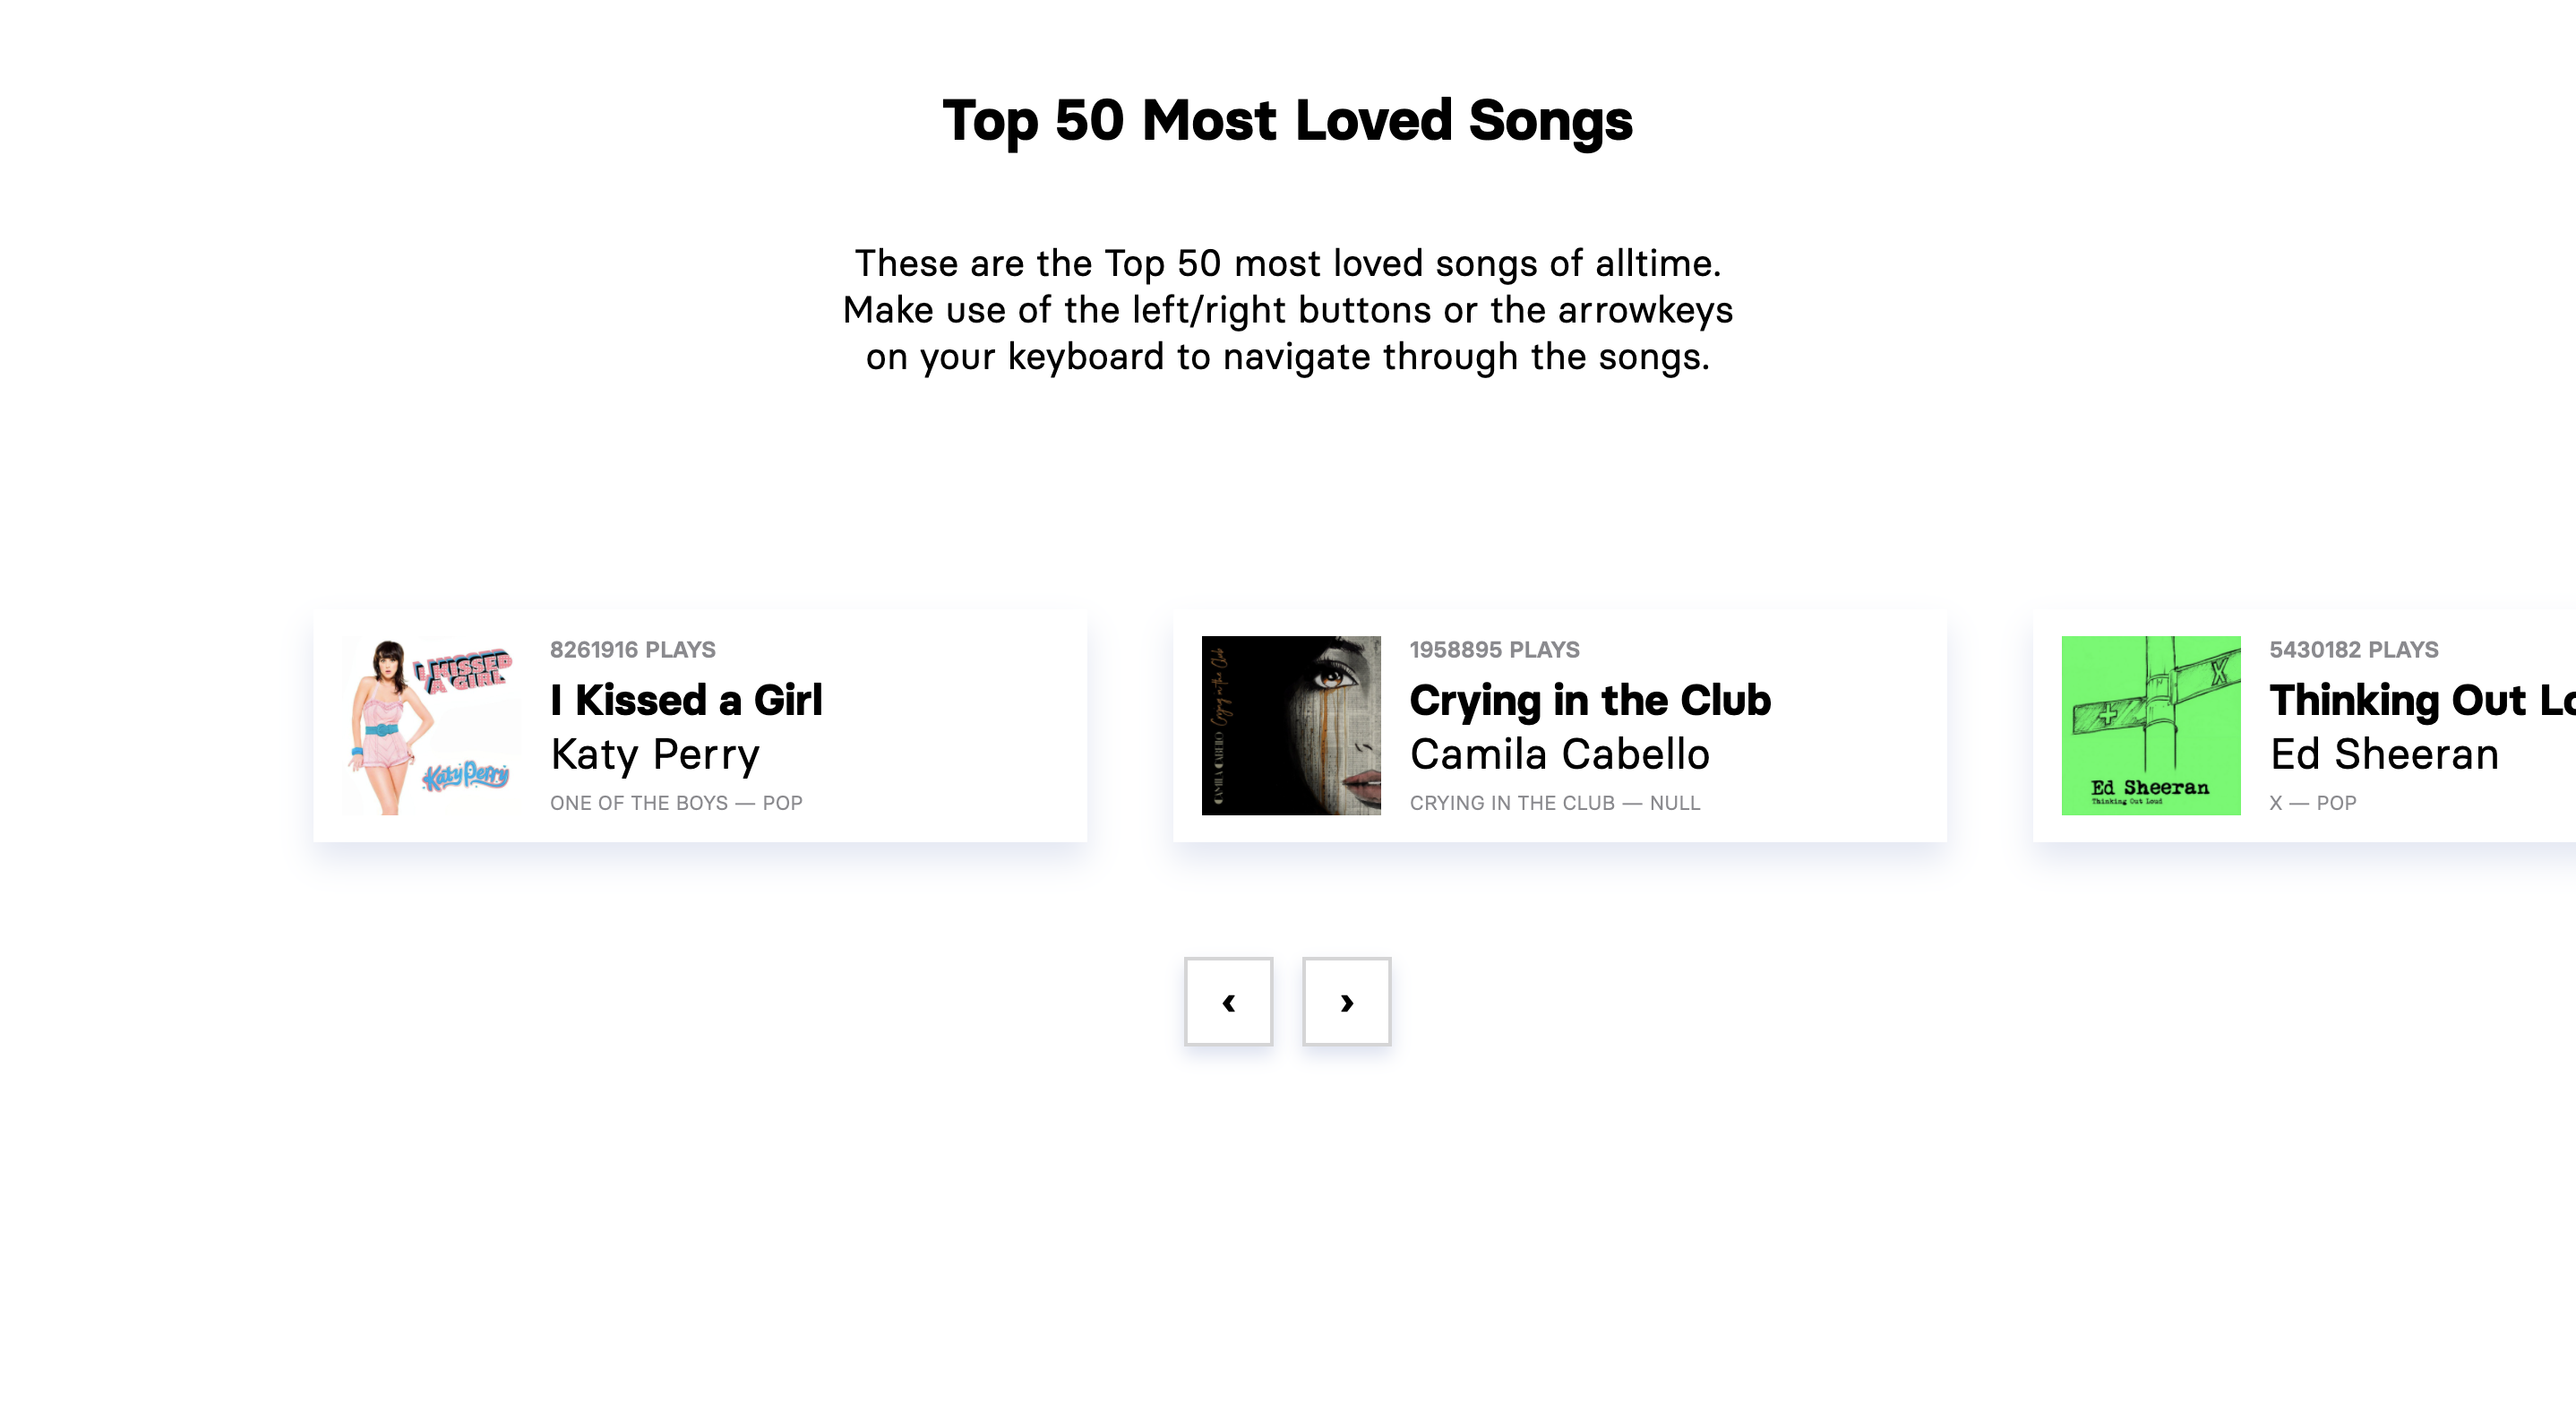 Top 50 Most Loved Songs
These are the Top 50 most loved songs of alltime.
Make use of the left/right buttons or the arrowkeys
on your keyboard to navigate through the songs.
I KISSED
A GIRL
Katy Perry
8261916 PLAYS
I Kissed a Girl
Katy Perry
ONE OF THE BOYS — POP
CAMILA CABELLO Crying in the Club
1958895 PLAYS
Crying in the Club
Camila Cabello
CRYING IN THE CLUB — NULL
X
+
Ed Sheeran
Thinking Out Loud
5430182 PLAYS
Thinking Out Lo
Ed Sheeran
X — POP
‹ ›